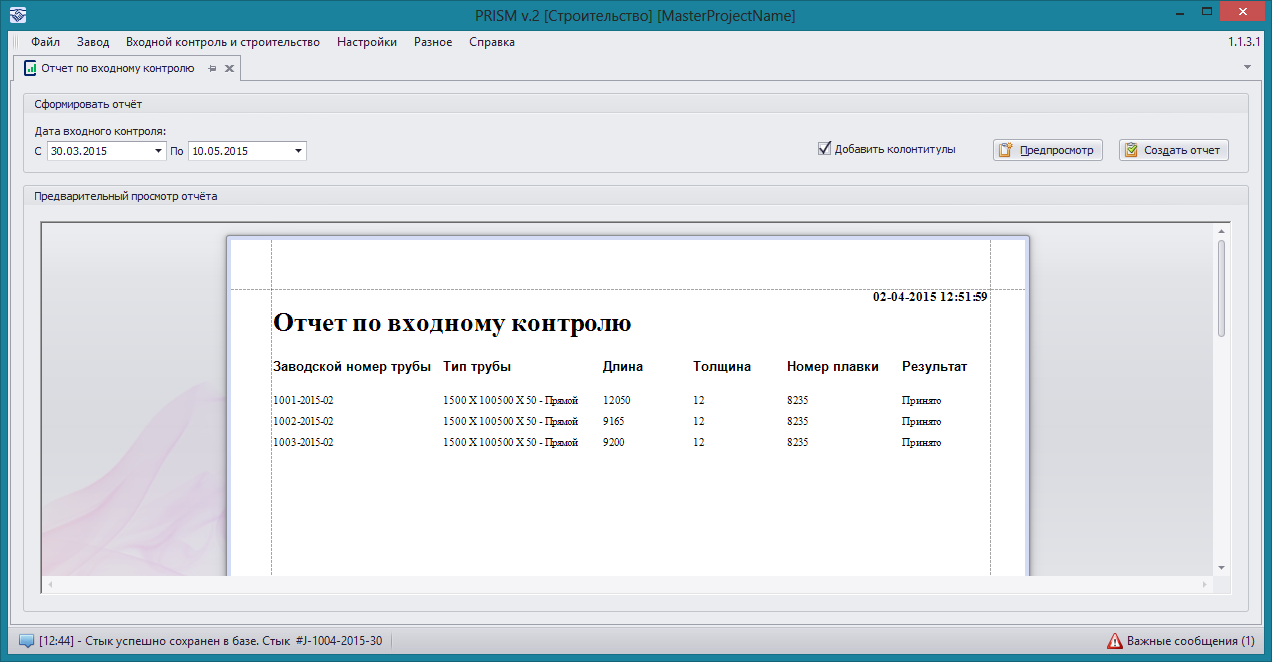 PRISM v.2 [Строительство] [MasterProjectName]
Файл Завод Входной контроль и строительство Настройки Разное Справка 1.1.3.1
Отчет по входному контролю
Сформировать отчёт
Дата входного контроля:
С 30.03.2015 По 10.05.2015 Добавить колонтитулы Предпросмотр Создать отчет
Предварительный просмотр отчёта
02-04-2015 12:51:59
Отчет по входному контролю
Заводской номер трубы Тип трубы Длина Толщина Номер плавки Результат
1001-2015-02 1500 X 100500 X 50 - Прямой 12050 12 8235 Принято
1002-2015-02 1500 X 100500 X 50 - Прямой 9165 12 8235 Принято
1003-2015-02 1500 X 100500 X 50 - Прямой 9200 12 8235 Принято
[12:44] - Стык успешно сохранен в базе. Стык #J-1004-2015-30 Важные сообщения (1)